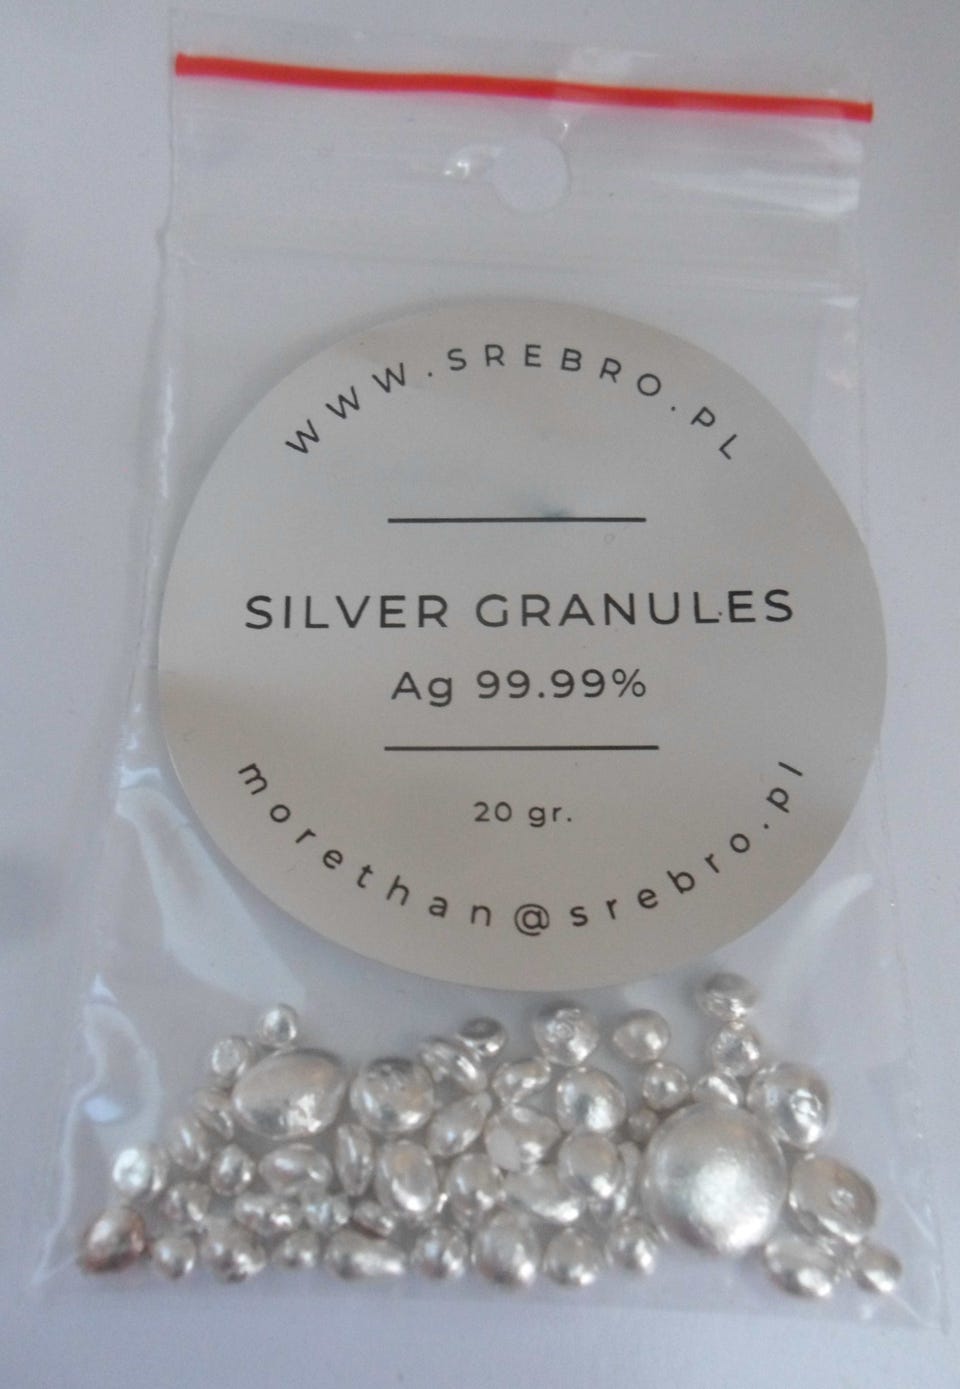 WWW.SREBRO.PL
SILVER GRANULES
Ag 99.99%
20 gr.
morethan@srebro.pl